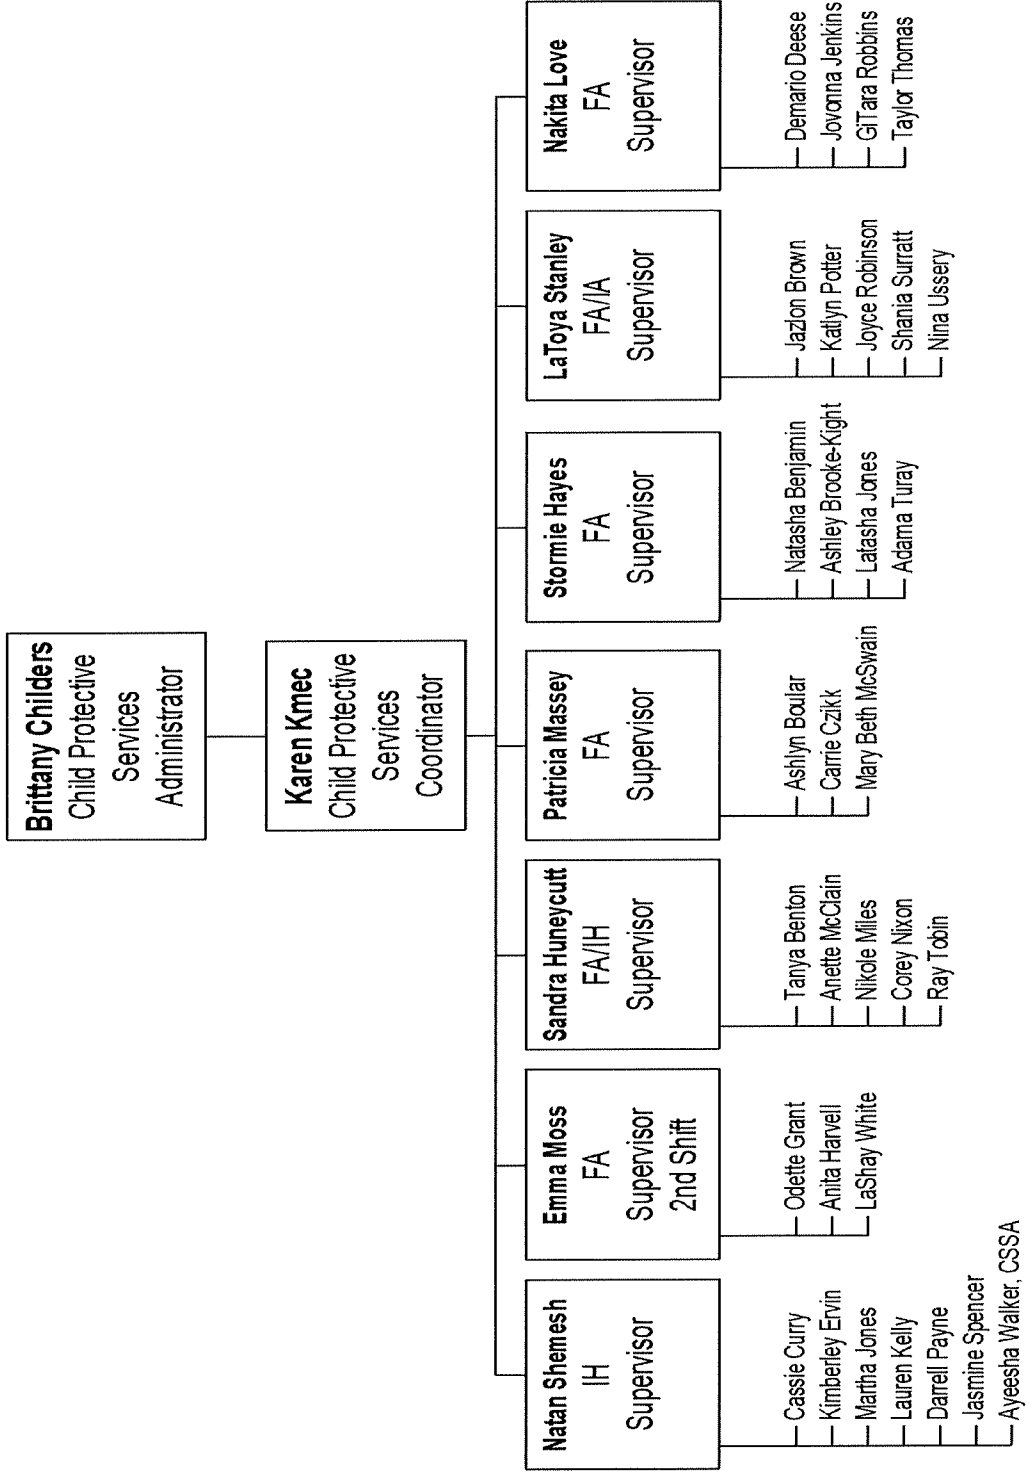 Brittany Childers
Child Protective
Services
Administrator
Karen Kmec
Child Protective
Services
Coordinator
Natan Shemesh
IH
Supervisor
Cassie Curry
Kimberley Ervin
Martha Jones
Lauren Kelly
Darrell Payne
Jasmine Spencer
Ayeesha Walker, CSSA
Emma Moss
FA
Supervisor
2nd Shift
Odette Grant
Anita Harvell
LaShay White
Sandra Huneycutt
FA/IH
Supervisor
Tanya Benton
Anette McClain
Nikole Miles
Corey Nixon
Ray Tobin
Patricia Massey
FA
Supervisor
Ashlyn Boular
Carrie Czikk
Mary Beth McSwain
Stormie Hayes
FA
Supervisor
Natasha Benjamin
Ashley Brooke-Kight
Latasha Jones
Adama Turay
LaToya Stanley
FA/IA
Supervisor
Jazlon Brown
Katlyn Potter
Joyce Robinson
Shania Surratt
Nina Ussery
Nakita Love
FA
Supervisor
Demario Deese
Jovonna Jenkins
GiTara Robbins
Taylor Thomas